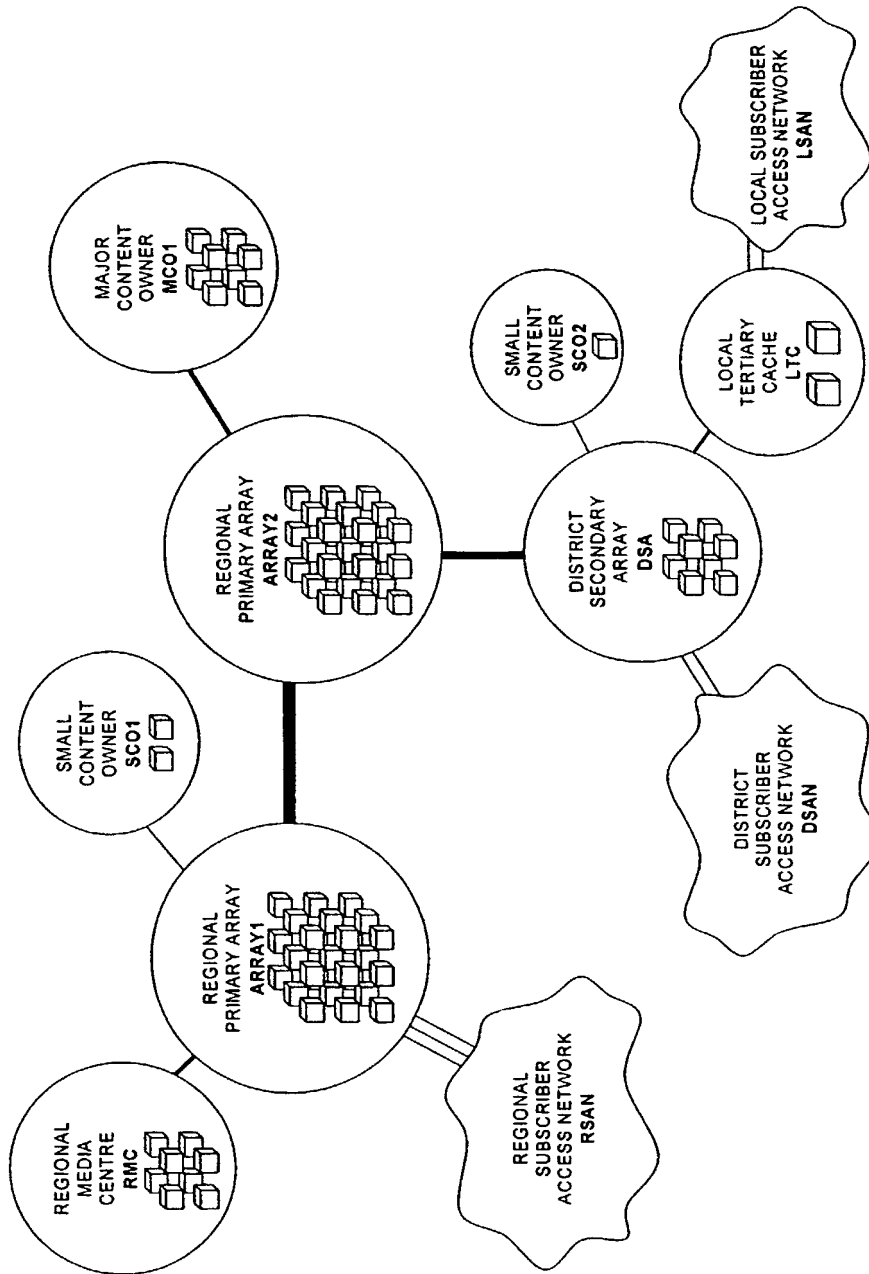 REGIONAL
MEDIA
CENTRE
RMC
REGIONAL
PRIMARY ARRAY
ARRAY1
SMALL
CONTENT
OWNER
SCO1
REGIONAL
PRIMARY ARRAY
ARRAY2
MAJOR
CONTENT
OWNER
MCO1
REGIONAL
SUBSCRIBER
ACCESS NETWORK
RSAN
DISTRICT
SUBSCRIBER
ACCESS NETWORK
DSAN
DISTRICT
SECONDARY
ARRAY
DSA
SMALL
CONTENT
OWNER
SCO2
LOCAL
TERTIARY
CACHE
LTC
LOCAL SUBSCRIBER
ACCESS NETWORK
LSAN